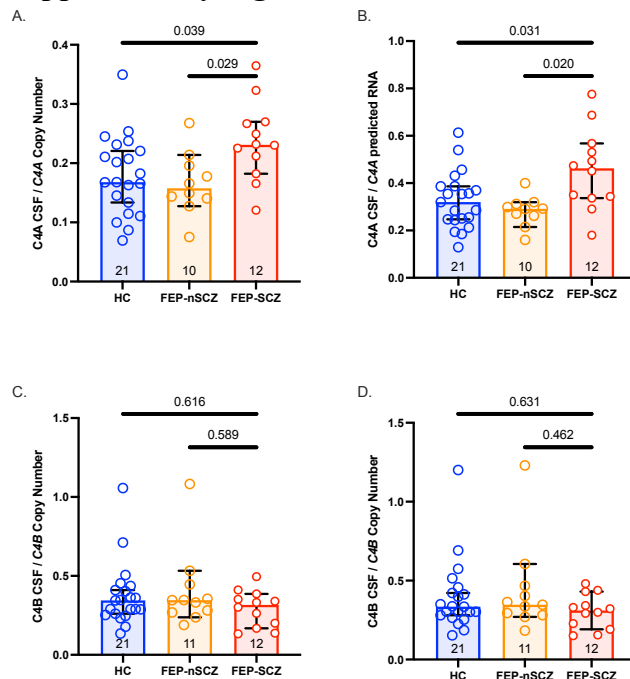 A.
0.039
0.029
C4A CSF / C4A Copy Number
0.4
0.3
0.2
0.1
0.0
21
10
12
HC
FEP-nSCZ
FEP-SCZ
B.
0.031
0.020
C4A CSF / C4A predicted RNA
1.0
0.8
0.6
0.4
0.2
0.0
21
10
12
HC
FEP-nSCZ
FEP-SCZ
C.
0.616
0.589
C4B CSF / C4B Copy Number
1.5
1.0
0.5
0.0
21
11
12
HC
FEP-nSCZ
FEP-SCZ
D.
0.631
0.462
C4B CSF / C4B Copy Number
1.5
1.0
0.5
0.0
21
11
12
HC
FEP-nSCZ
FEP-SCZ